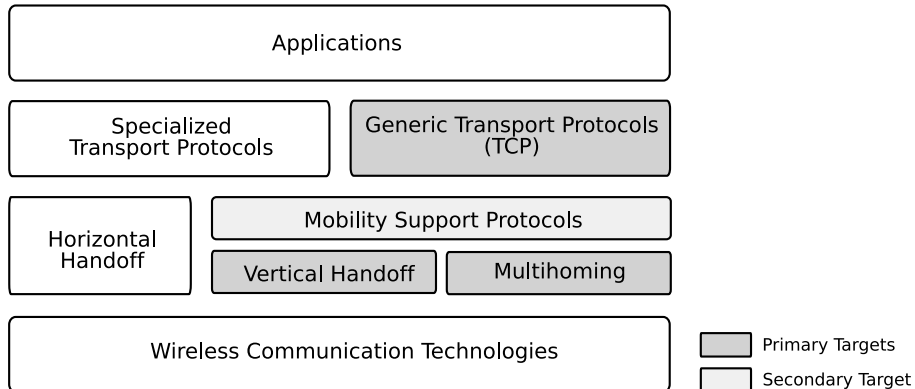 Applications
Specialized
Transport Protocols
Generic Transport Protocols
(TCP)
Horizontal
Handoff
Mobility Support Protocols
Vertical Handoff
Multihoming
Wireless Communication Technologies
Primary Targets
Secondary Target